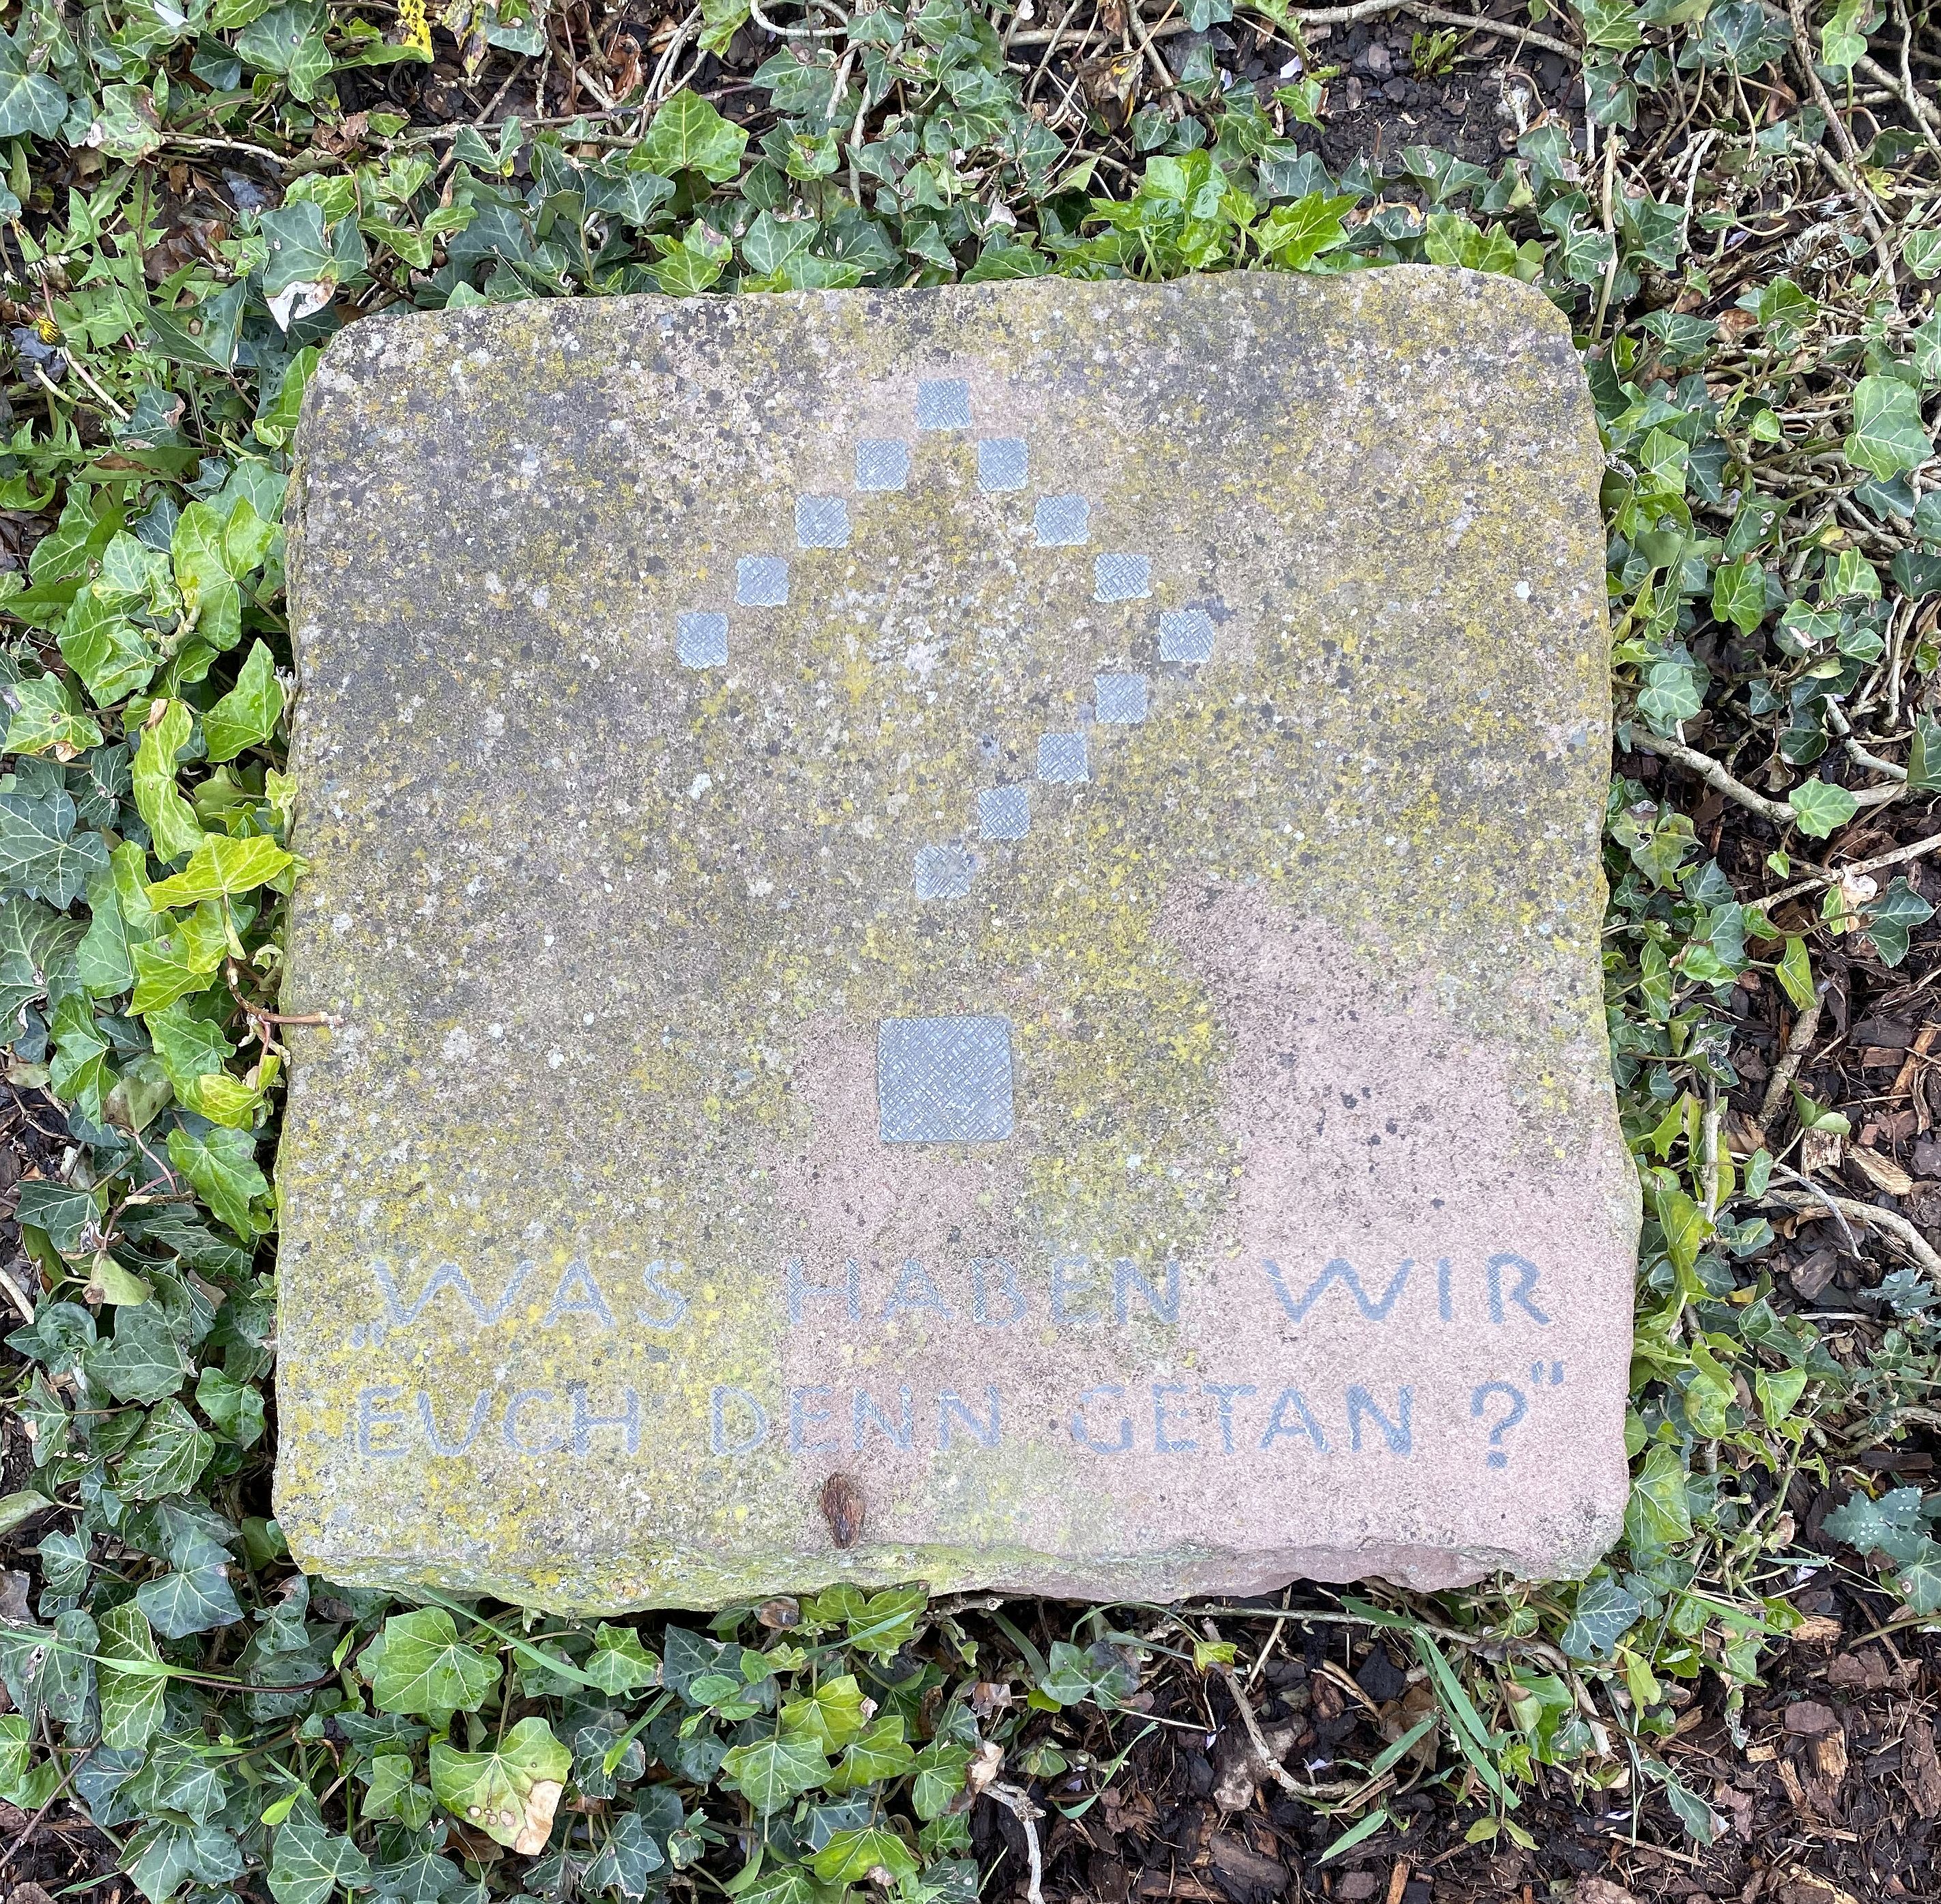 „WAS HABEN WIR
EUCH DENN GETAN ?"